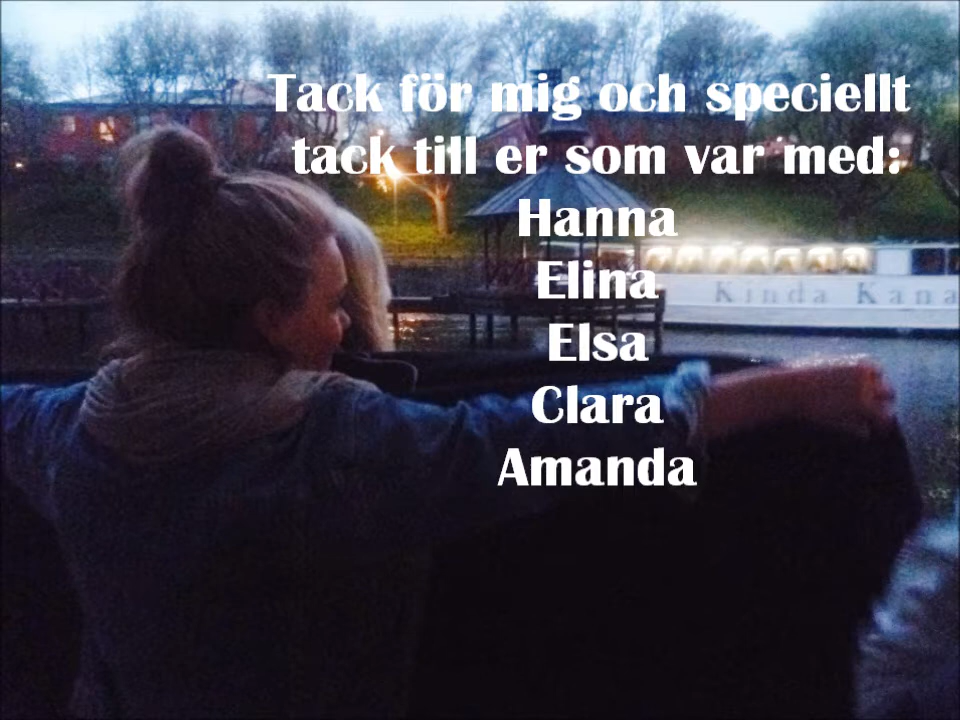 Tack för mig och speciellt
tack till er som var med:
Hanna
Elina
Elsa
Clara
Amanda
Kinda Kana